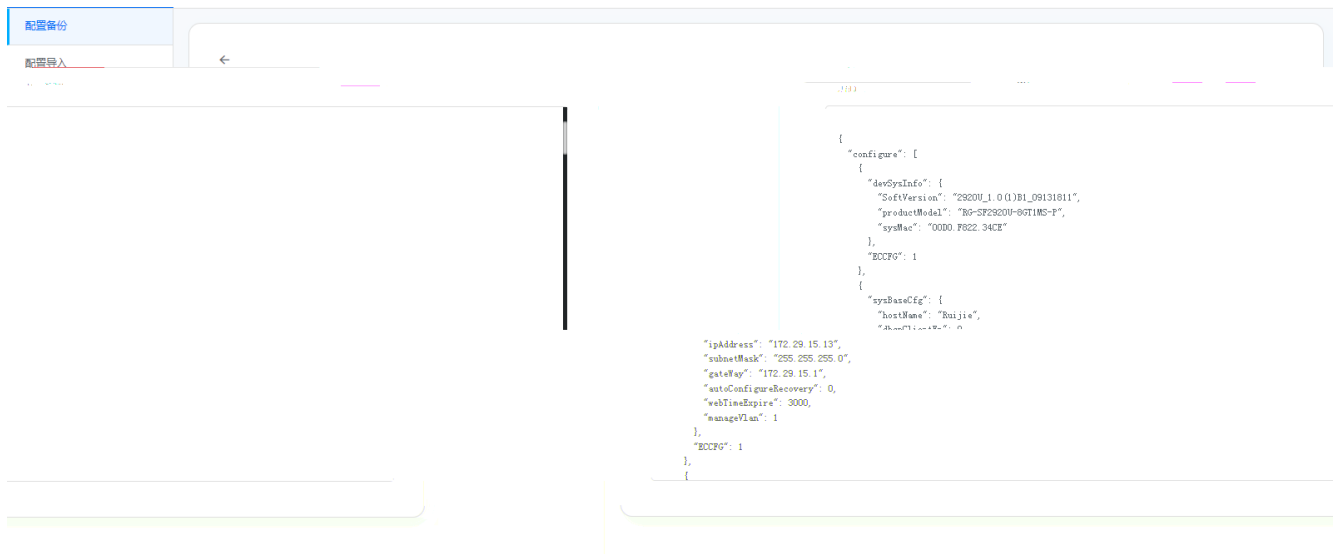 配置备份
配置导入
{
"configure": [
{
"devSysInfo": {
"SoftVersion": "2920U_1.0(1)B1_09131811",
"productModel": "RG-SF2920U-8GT1MS-P",
"sysMac": "00D0.F822.34CE"
},
"ECCFG": 1
},
{
"sysBaseCfg": {
"hostName": "Ruijie",
"ipAddress": "172.29.15.13",
"subnetMask": "255.255.255.0",
"gateWay": "172.29.15.1",
"autoConfigureRecovery": 0,
"webTimeExpire": 3000,
"manageVlan": 1
},
"ECCFG": 1
},
{